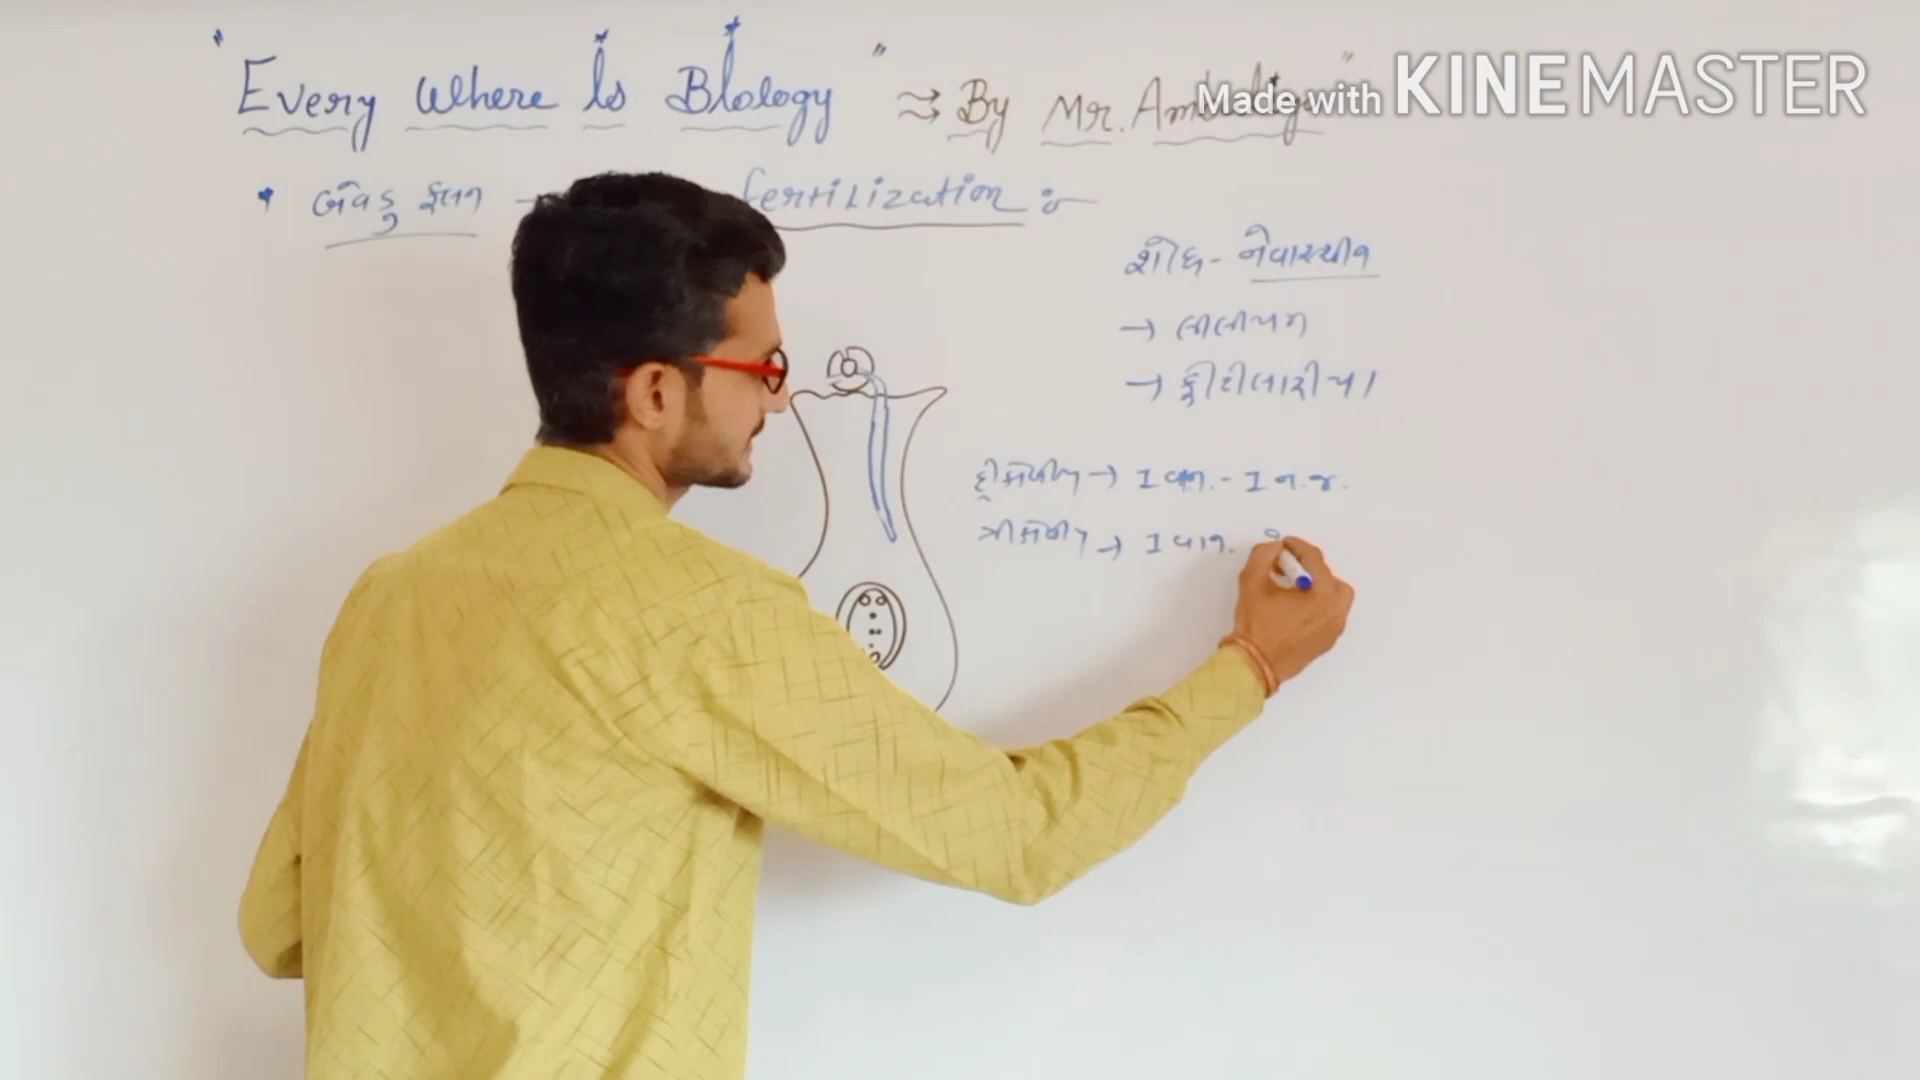 "Every Where Is Biology" ⇉ By Mr.
Made with KINEMASTER
• બેવડુ ફલન – fertilization :-
શોધ - નેવાસ્ચીન
→ લીલીયમ
→ ફ્રીટીલારીયા
→ 1 વાન. - 1 ન.જ.
→ 1 વાન.